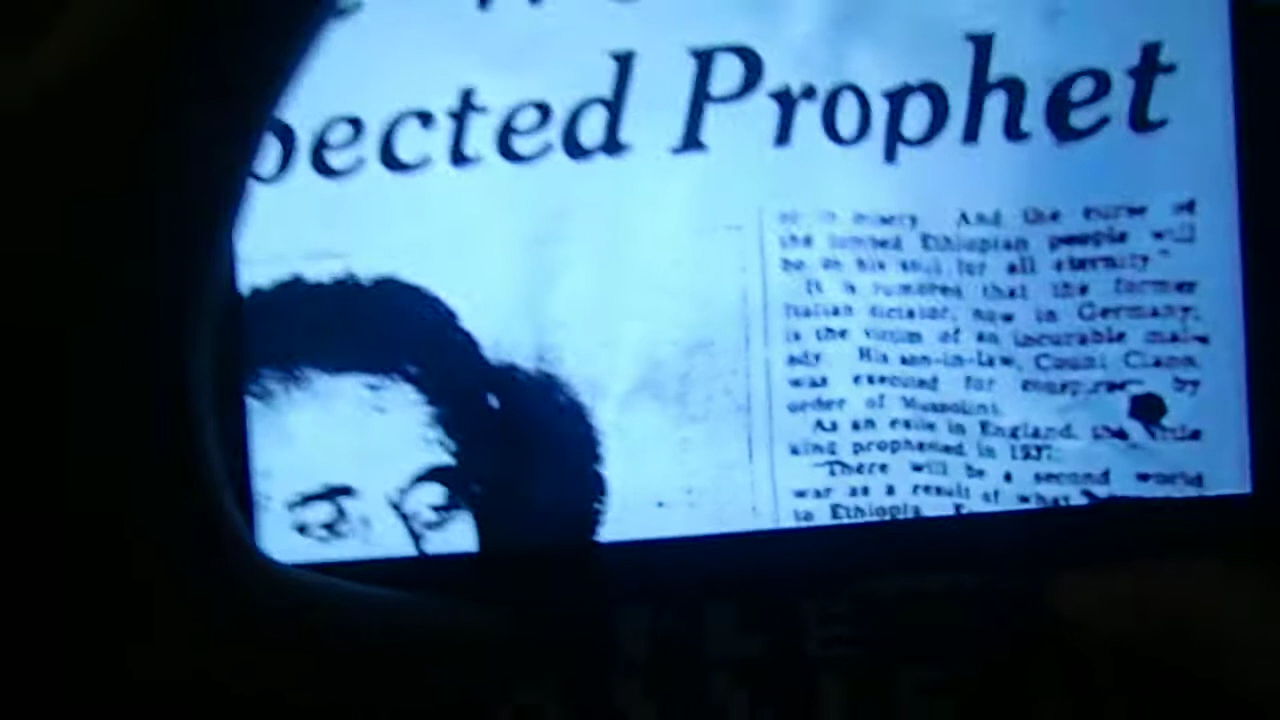 pected Prophet
misery. And the curse of
the tombed Ethiopian people will
be on his soul for all eternity."
It is rumored that the former
Italian dictator, now in Germany,
is the victim of an incurable mal-
ady. His son-in-law, Count Ciano,
was executed for by
order of Mussolini.
As an exile in England, the little
king prophesied in 1937:
"There will be a second world
war as a result of what
in Ethiopia.